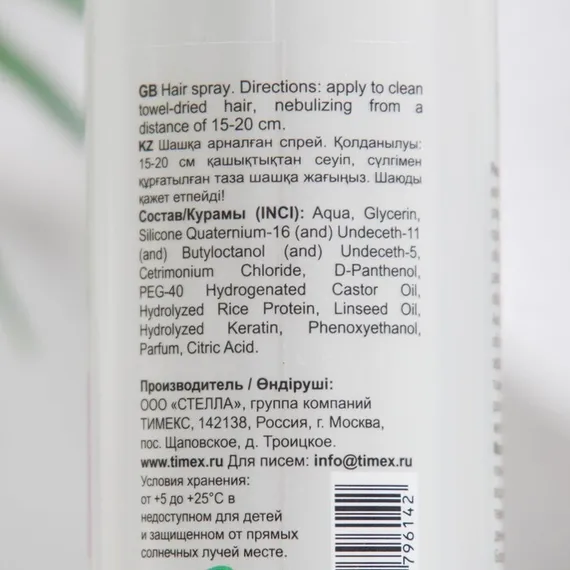 GB Hair spray. Directions: apply to clean
towel-dried hair, nebulizing from a
distance of 15-20 cm.
KZ Шашка арналған спрей. Қолданылуы:
15-20 см қашықтықтан сеуіп, сүлгімен
құрғатылған таза шашқа жағыңыз. Шаюды
қажет етпейді!
Состав/Курамы (INCI): Aqua, Glycerin,
Silicone Quaternium-16 (and) Undeceth-11
(and) Butyloctanol (and) Undeceth-5,
Cetrimonium Chloride, D-Panthenol,
PEG-40 Hydrogenated Castor Oil,
Hydrolyzed Rice Protein, Linseed Oil,
Hydrolyzed Keratin, Phenoxyethanol,
Parfum, Citric Acid.
Производитель / Өндіруші:
ООО «СТЕЛЛА», группа компаний
ТИМЕКС, 142138, Россия, г. Москва,
пос. Щаповское, д. Троицкое.
www.timex.ru Для писем: info@timex.ru
Условия хранения:
от +5 до +25°С в
недоступном для детей
и защищенном от прямых
солнечных лучей месте.
796142